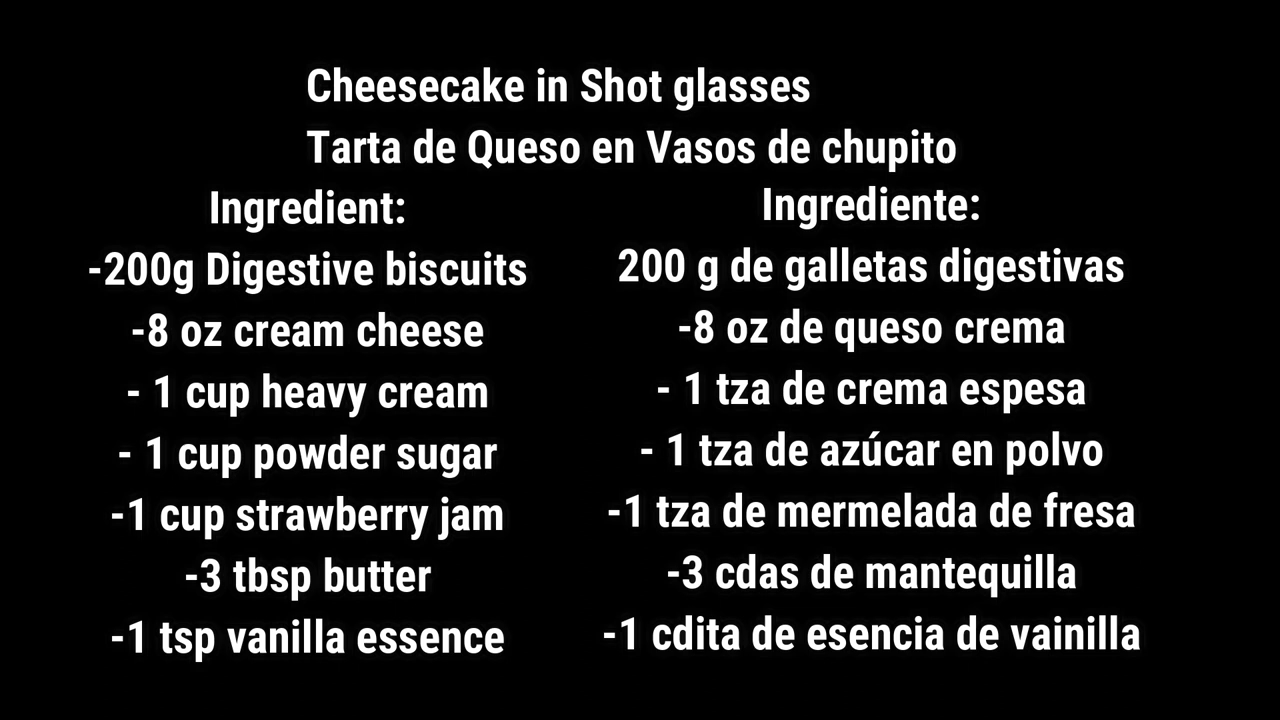 Cheesecake in Shot glasses
Tarta de Queso en Vasos de chupito
Ingredient:
-200g Digestive biscuits
-8 oz cream cheese
- 1 cup heavy cream
- 1 cup powder sugar
-1 cup strawberry jam
-3 tbsp butter
-1 tsp vanilla essence
Ingrediente:
200 g de galletas digestivas
-8 oz de queso crema
- 1 tza de crema espesa
- 1 tza de azúcar en polvo
-1 tza de mermelada de fresa
-3 cdas de mantequilla
-1 cdita de esencia de vainilla